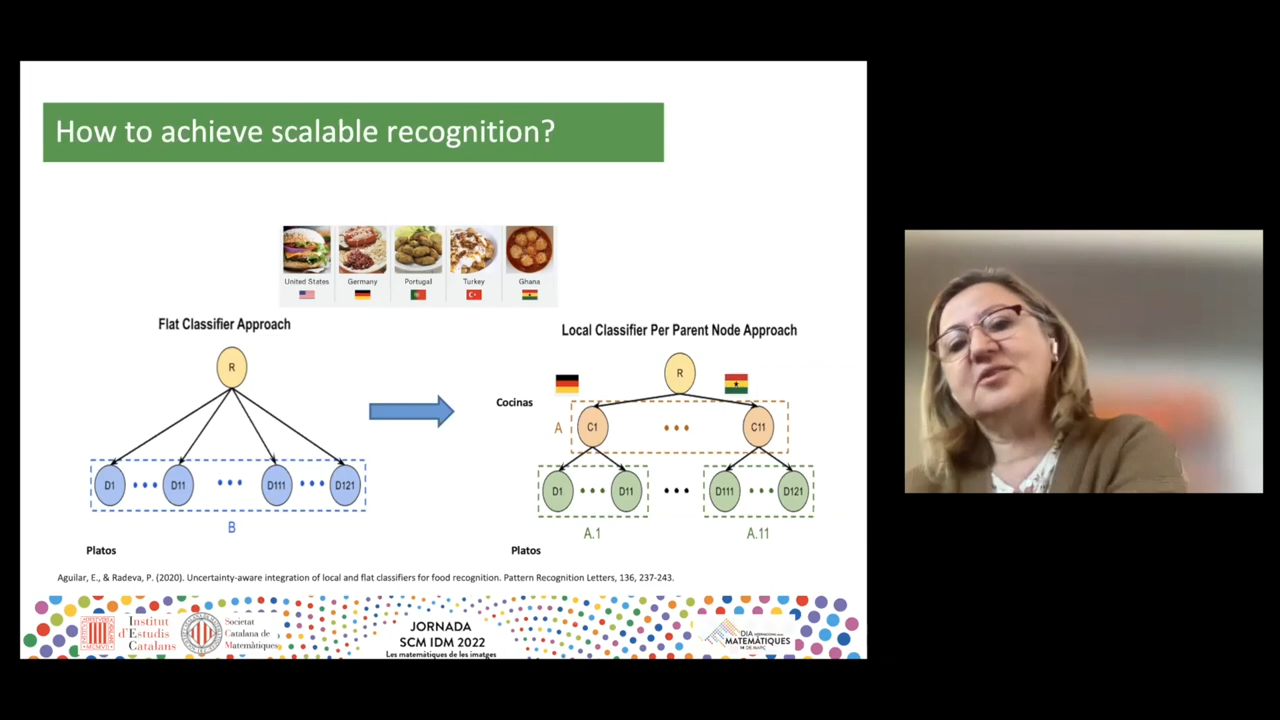 How to achieve scalable recognition?
United States
Germany
Portugal
Turkey
Ghana
Flat Classifier Approach
R
D1
D11
D111
D121
B
Platos
Local Classifier Per Parent Node Approach
R
Cocinas
A
C1
C11
D1
D11
D111
D121
A.1
A.11
Platos
Aguilar, E., & Radeva, P. (2020). Uncertainty-aware integration of local and flat classifiers for food recognition. Pattern Recognition Letters, 136, 237-243.
Institut
d'Estudis
Catalans
Societat
Catalana de
Matemàtiques
JORNADA
SCM IDM 2022
Les matemàtiques de les imatges
DIA
MATEMÀTIQUES
14 DE MARÇ